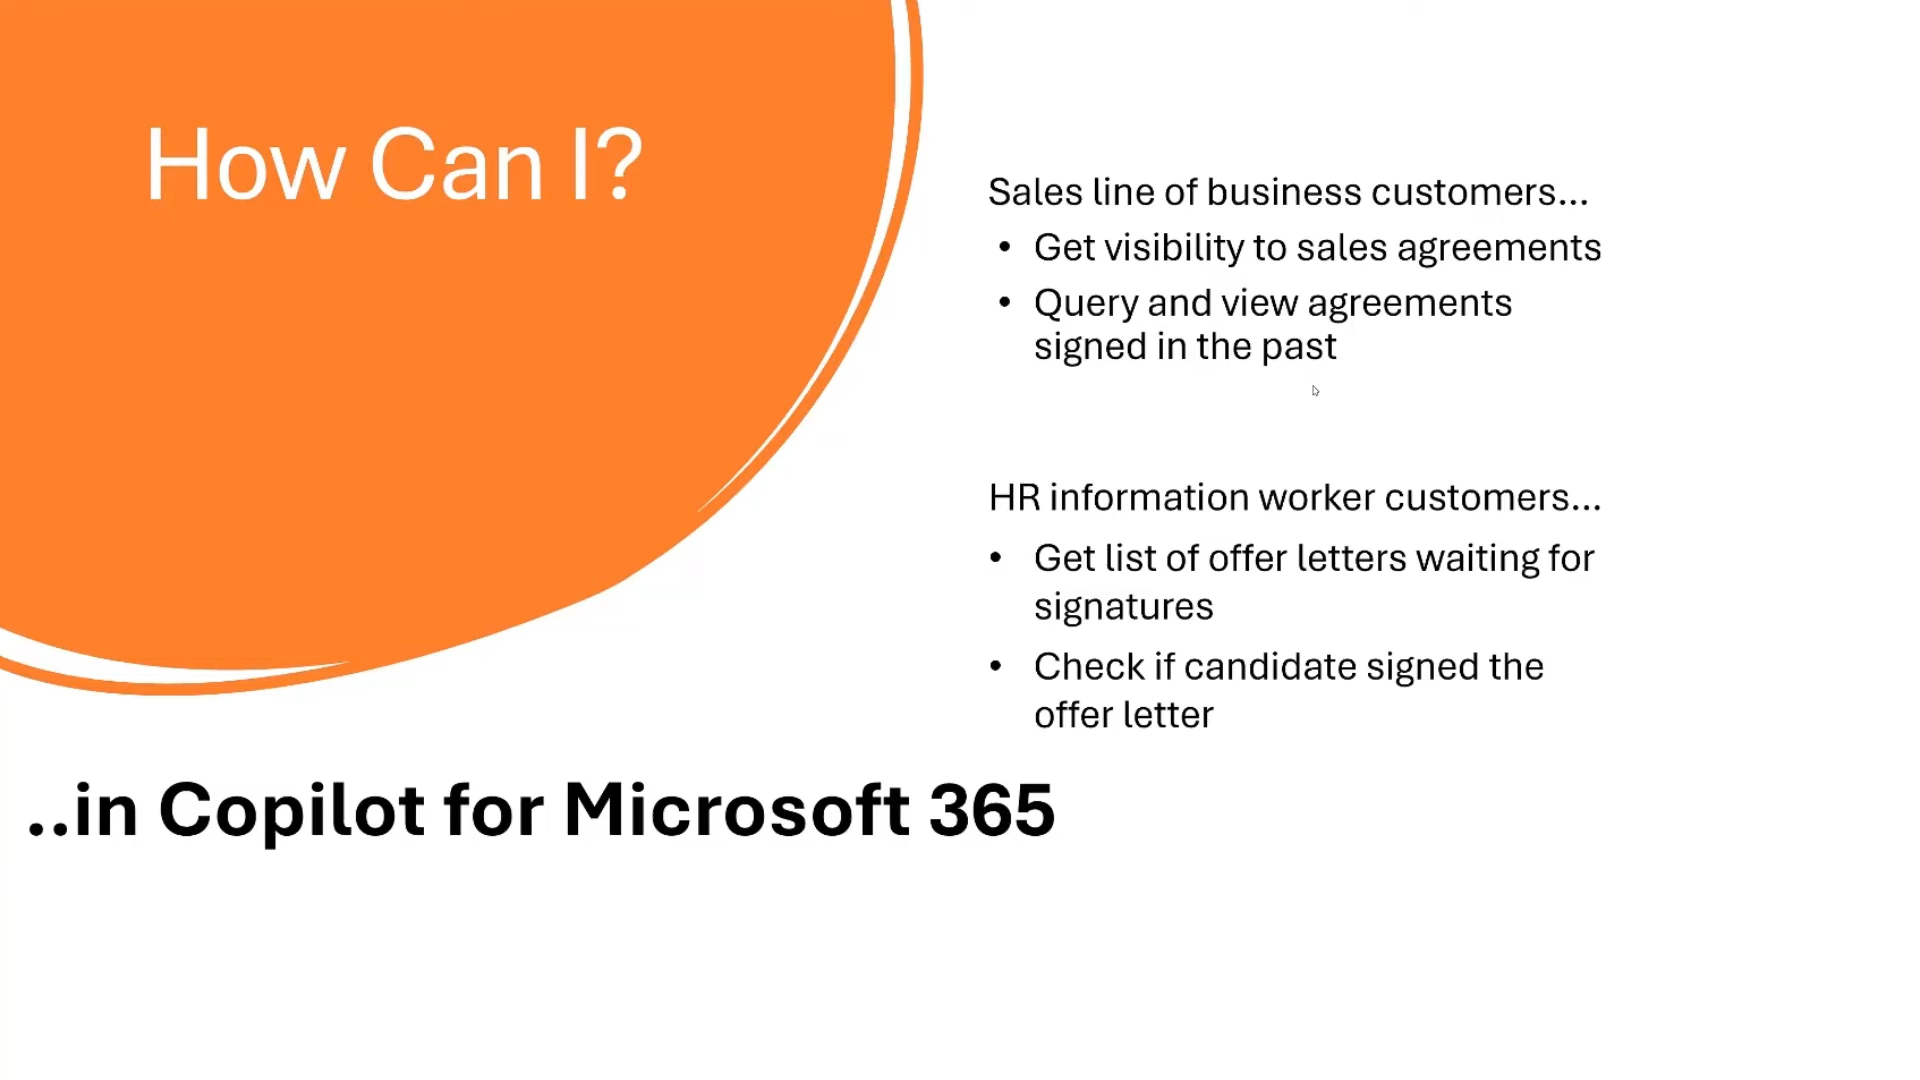 How Can I?
Sales line of business customers...
• Get visibility to sales agreements
• Query and view agreements
signed in the past
HR information worker customers...
• Get list of offer letters waiting for
signatures
• Check if candidate signed the
offer letter
..in Copilot for Microsoft 365